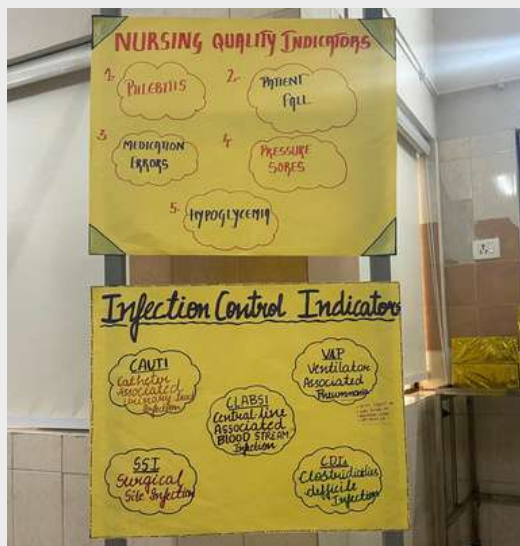 NURSING QUALITY INDICATORS
1. PHLEBITIS
2. PATIENT
FALL
3. MEDICATION
ERRORS
4. PRESSURE
SORES
5. HYPOGLYCEMIA
Infection Control Indicators
CAUTI
Catheter
Associated
Urinary Tract
Infection
VAP
Ventilator
Associated
Pneumonia
CLABSI
Central line
Associated
BLOOD STREAM
Infection
SSI
Surgical
Site Infection
CDI
Clostridioides
difficile
Infection